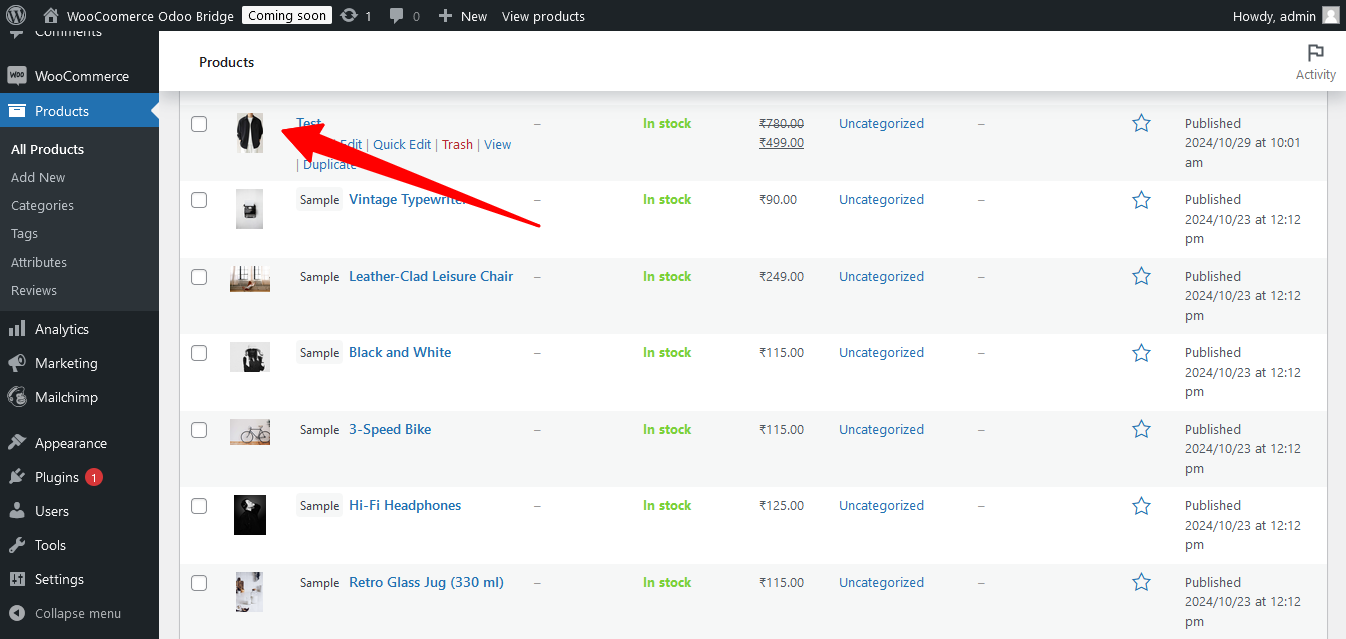 WooCoomerce Odoo Bridge Coming soon 1 0 New View products Howdy, admin
Comments
WOO WooCommerce
Products
All Products
Add New
Categories
Tags
Attributes
Reviews
Analytics
Marketing
Mailchimp
Appearance
Plugins 1
Users
Tools
Settings
Collapse menu
Products
Activity
Test – In stock ₹780.00 Uncategorized – Published
Edit | Quick Edit | Trash | View ₹499.00 2024/10/29 at 10:01
| Duplicate am
Sample Vintage Typewriter – In stock ₹90.00 Uncategorized – Published
2024/10/23 at 12:12
pm
Sample Leather-Clad Leisure Chair – In stock ₹249.00 Uncategorized – Published
2024/10/23 at 12:12
pm
Sample Black and White – In stock ₹115.00 Uncategorized – Published
2024/10/23 at 12:12
pm
Sample 3-Speed Bike – In stock ₹115.00 Uncategorized – Published
2024/10/23 at 12:12
pm
Sample Hi-Fi Headphones – In stock ₹125.00 Uncategorized – Published
2024/10/23 at 12:12
pm
Sample Retro Glass Jug (330 ml) – In stock ₹115.00 Uncategorized – Published
2024/10/23 at 12:12
pm